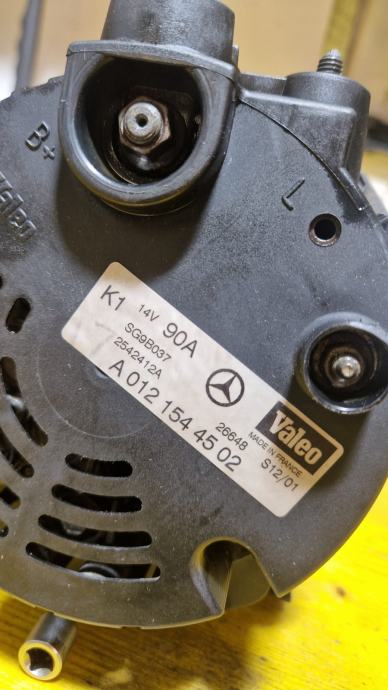 B+
L
Valeo
K1 14V 90A
SG9B037
2542412A
A 012 154 45 02
26648
Valeo
MADE IN FRANCE
S12/01